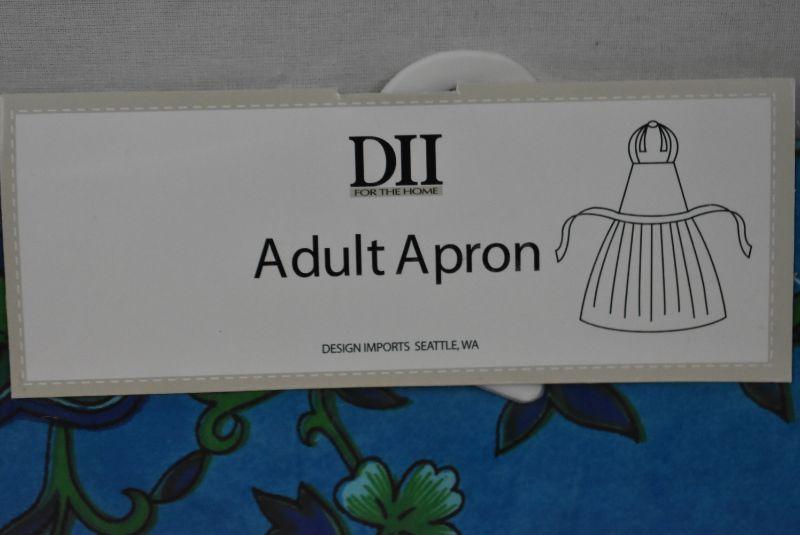 DII
FOR THE HOME
Adult Apron
DESIGN IMPORTS SEATTLE, WA